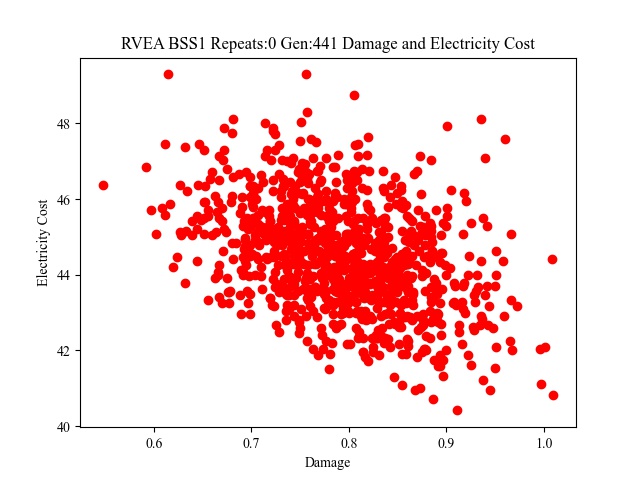 RVEA BSS1 Repeats:0 Gen:441 Damage and Electricity Cost
48
46
44
42
40
Electricity Cost
0.6 0.7 0.8 0.9 1.0
Damage